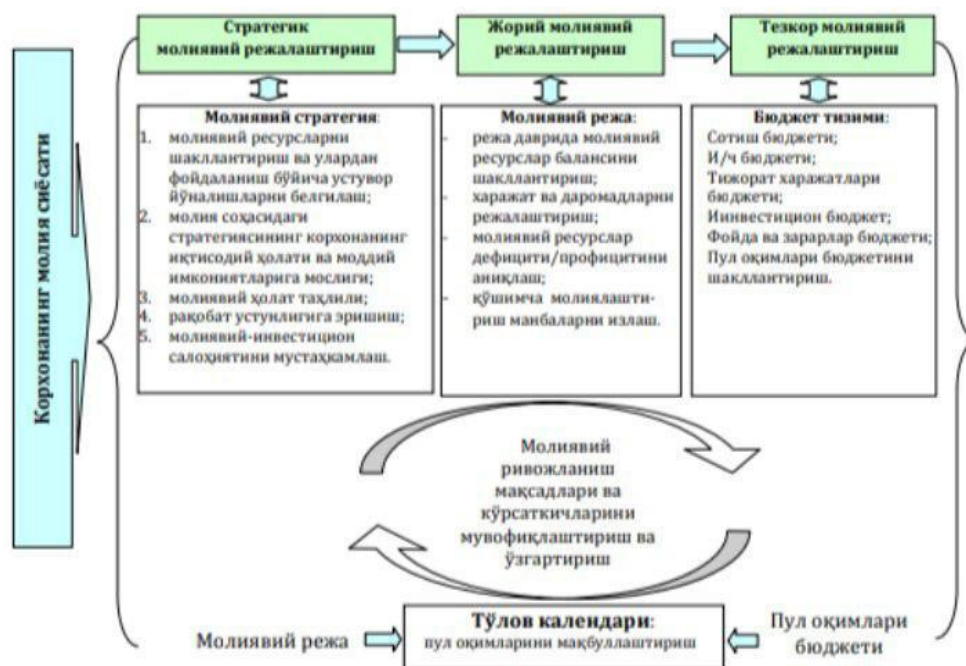 Корхонанинг молия сиёсати
Стратегик
молиявий режалаштириш
Жорий молиявий
режалаштириш
Тезкор молиявий
режалаштириш
Молиявий стратегия:
1. молиявий ресурсларни
шакллантириш ва улардан
фойдаланиш бўйича устувор
йўналишларни белгилаш;
2. молия соҳасидаги
стратегиясининг корхонанинг
иқтисодий ҳолати ва моддий
имкониятларига мослиги;
3. молиявий ҳолат таҳлили;
4. рақобат устунлигига эришиш;
5. молиявий-инвестицион
салоҳиятини мустаҳкамлаш.
Молиявий режа:
- режа даврида молиявий
ресурслар балансини
шакллантириш;
- харажат ва даромадларни
режалаштириш;
- молиявий ресурслар
дефицити/профицитини
аниқлаш;
- қўшимча молиялашти-
риш манбаларни излаш.
Бюджет тизими:
Сотиш бюджети;
И/ч бюджети;
Тижорат харажатлари
бюджети;
Иинвестицион бюджет;
Фойда ва зарарлар бюджети;
Пул оқимлари бюджетини
шакллантириш.
Молиявий
ривожланиш
мақсадлари ва
кўрсаткичларини
мувофиқлаштириш ва
ўзгартириш
Молиявий режа
Тўлов календари:
пул оқимларини мақбуллаштириш
Пул оқимлари
бюджети